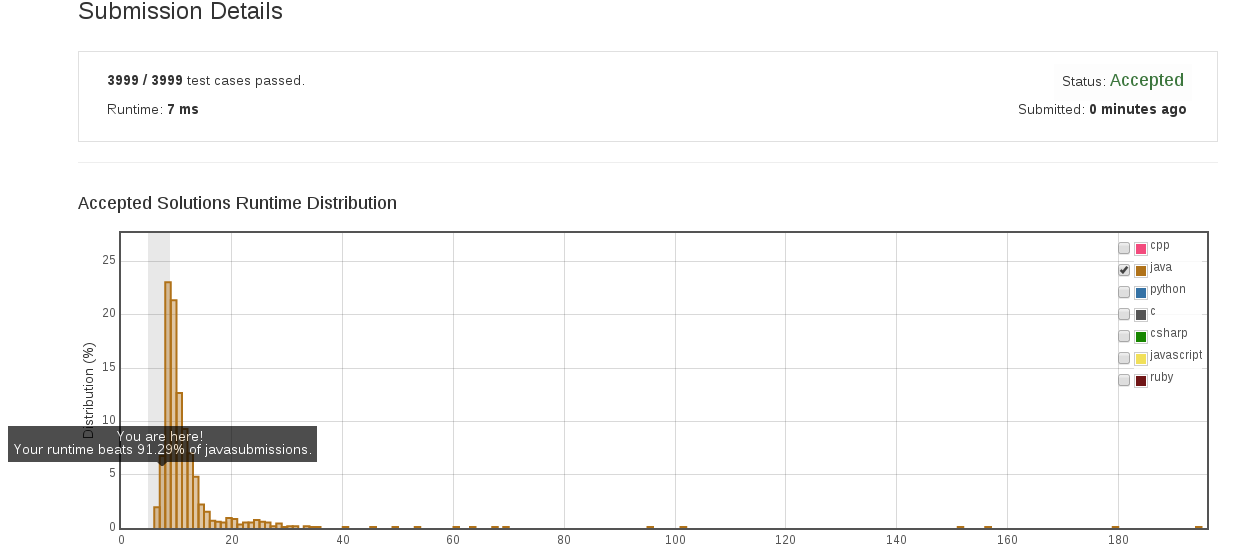 Submission Details
3999 / 3999 test cases passed.
Status: Accepted
Runtime: 7 ms
Submitted: 0 minutes ago
Accepted Solutions Runtime Distribution
cpp
java
python
c
csharp
javascript
ruby
Distribution (%)
25
20
15
10
5
0
You are here!
Your runtime beats 91.29% of javasubmissions.
0 20 40 60 80 100 120 140 160 180